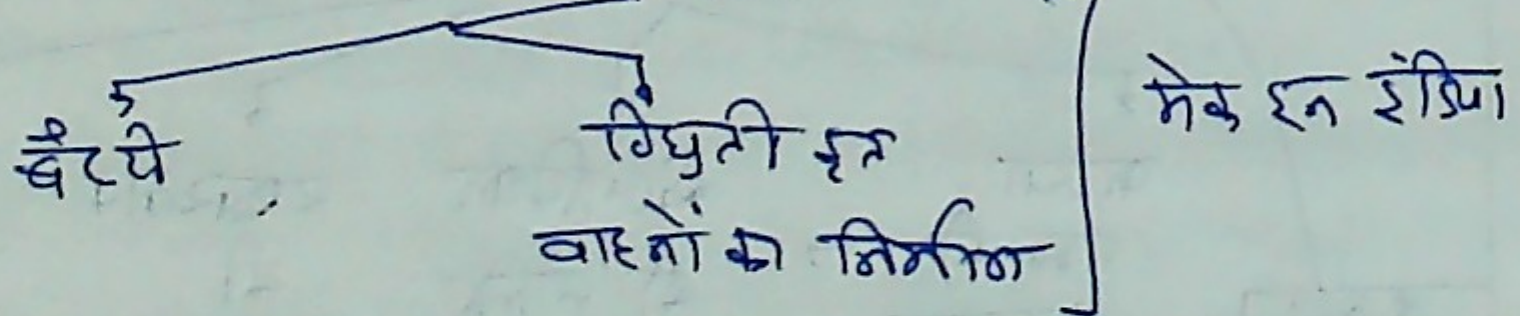 मेक इन इंडिया
बैटरी
विद्युतीकृत
वाहनों का निर्माण